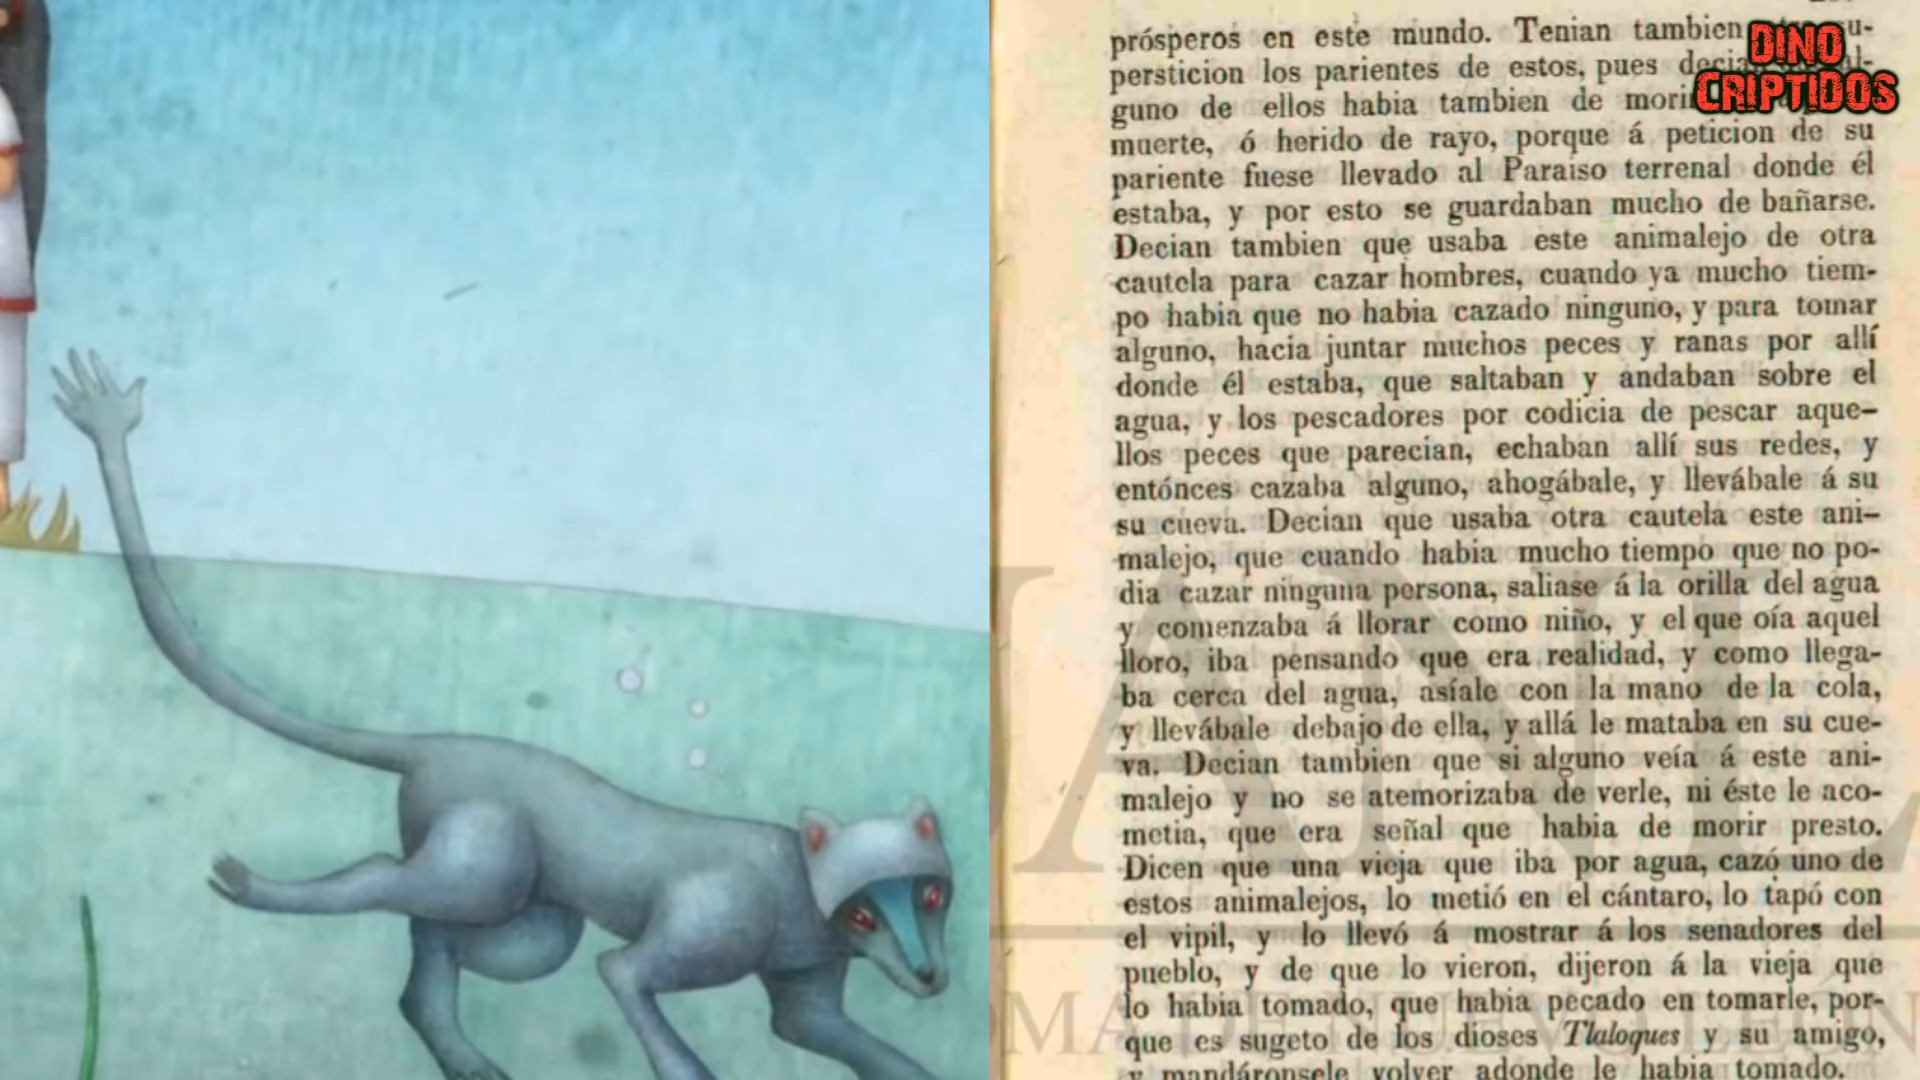 prósperos en este mundo. Tenian tambien u-
persticion los parientes de estos, pues
guno de ellos habia tambien de
muerte, ó herido de rayo, porque á peticion de su
pariente fuese llevado al Paraiso terrenal donde él
estaba, y por esto se guardaban mucho de bañarse.
Decian tambien que usaba este animalejo de otra
cautela para cazar hombres, cuando ya mucho tiem-
po habia que no habia cazado ninguno, y para tomar
alguno, hacia juntar muchos peces y ranas por allí
donde él estaba, que saltaban y andaban sobre el
agua, y los pescadores por codicia de pescar aque-
llos peces que parecian, echaban allí sus redes, y
entónces cazaba alguno, ahogábale, y llevábale á su
su cueva. Decian que usaba otra cautela este ani-
malejo, que cuando habia mucho tiempo que no po-
dia cazar ninguna persona, saliase á la orilla del agua
y comenzaba á llorar como niño, y el que oía aquel
lloro, iba pensando que era realidad, y como llega-
ba cerca del agua, asíale con la mano de la cola,
y llevábale debajo de ella, y allá le mataba en su cue-
va. Decian tambien que si alguno veía á este ani-
malejo y no se atemorizaba de verle, ni éste le aco-
metia, que era señal que habia de morir presto.
Dicen que una vieja que iba por agua, cazó uno de
estos animalejos, lo metió en el cántaro, lo tapó con
el vipil, y lo llevó á mostrar á los senadores del
pueblo, y de que lo vieron, dijeron á la vieja que
lo habia tomado, que habia pecado en tomarle, por-
que es sugeto de los dioses Tlaloques y su amigo,
y mandáronsele volver adonde le habia tomado.
DINO
CRIPTIDOS